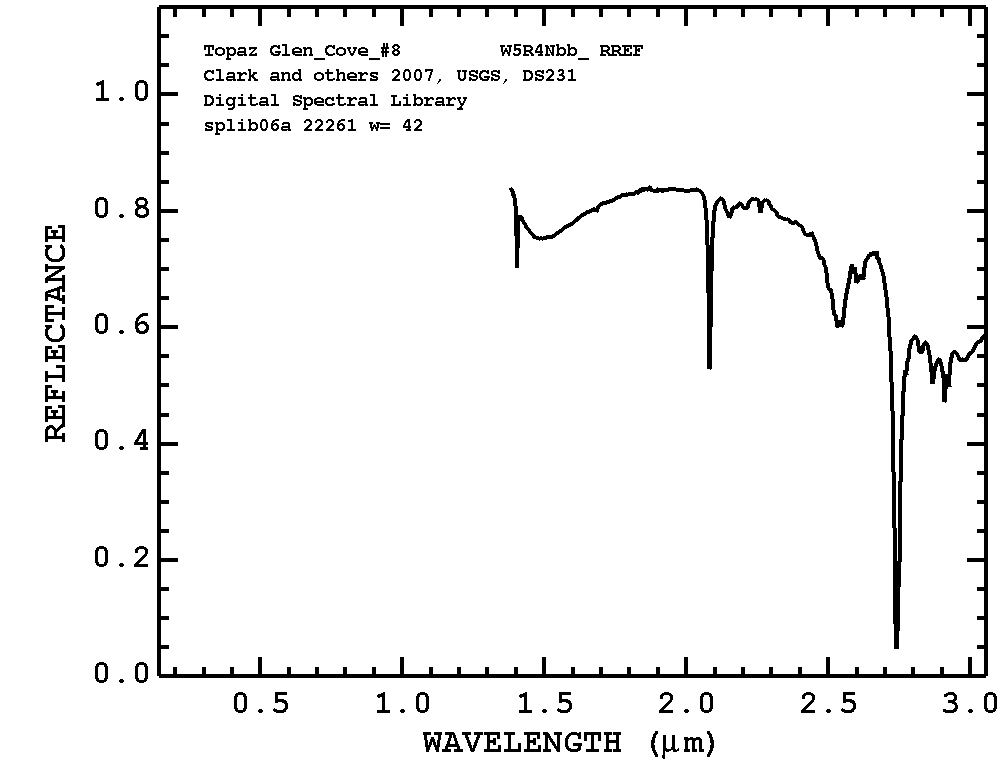 Topaz Glen_Cove_#8 W5R4Nbb_ RREF
Clark and others 2007, USGS, DS231
Digital Spectral Library
splib06a 22261 w= 42
REFLECTANCE
1.0
0.8
0.6
0.4
0.2
0.0
0.5 1.0 1.5 2.0 2.5 3.0
WAVELENGTH (μm)